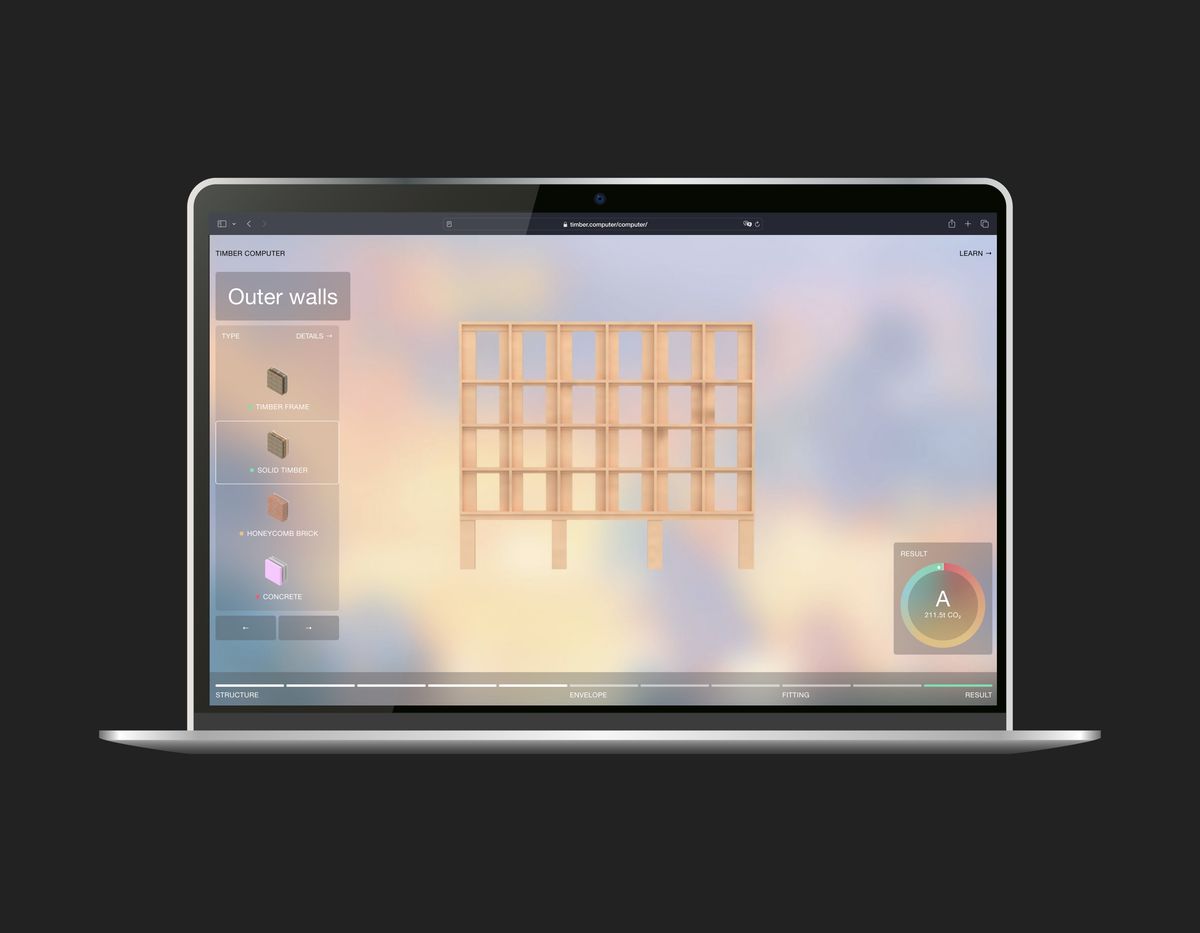 timber.computer/computer/
TIMBER COMPUTER
LEARN →
Outer walls
TYPE
DETAILS →
TIMBER FRAME
SOLID TIMBER
HONEYCOMB BRICK
CONCRETE
←
→
RESULT
A
211.5t CO₂
STRUCTURE
ENVELOPE
FITTING
RESULT